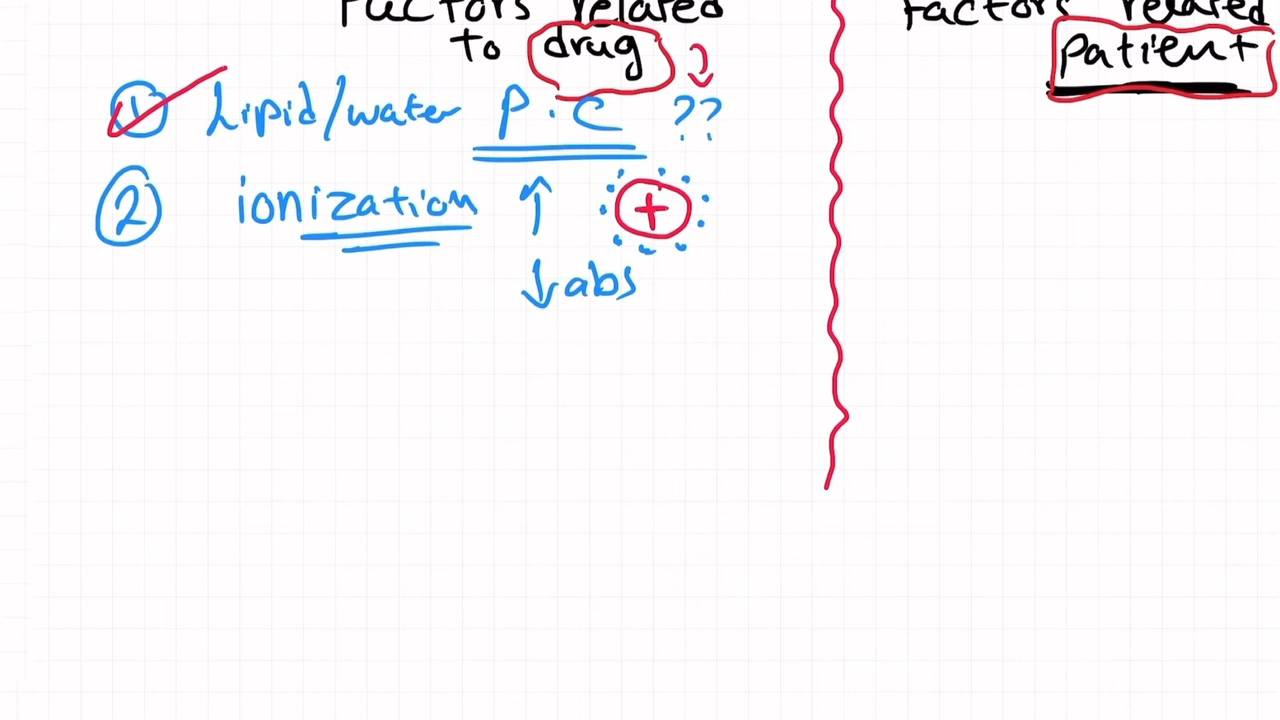 Factors related
to drug
① Lipid/water P.C ??
② ionization ↑ +
↓ abs
Factors related
patient